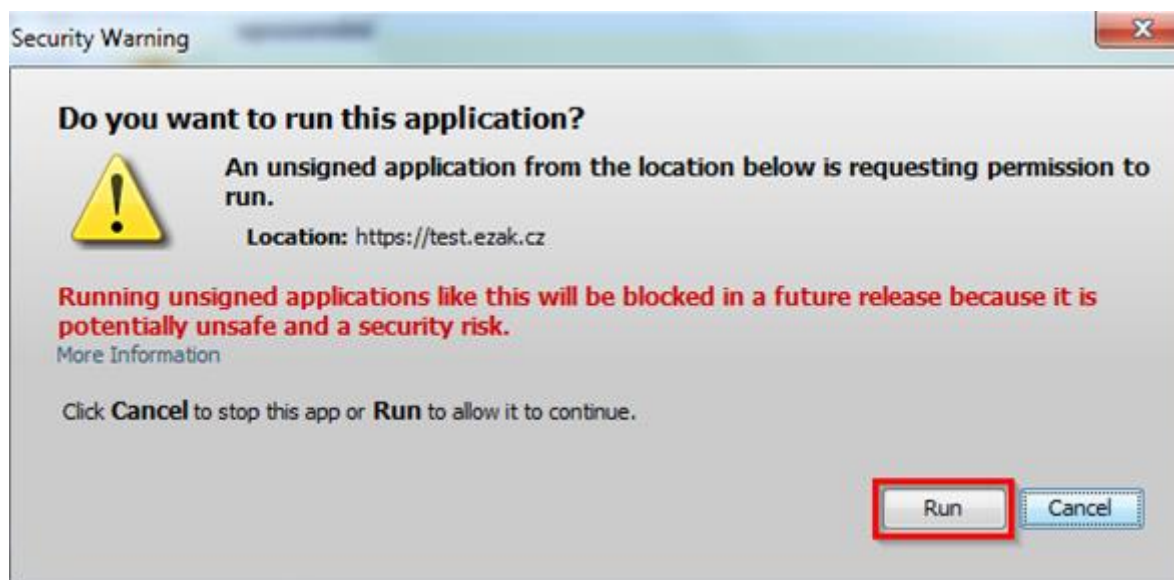 Security Warning
Do you want to run this application?
An unsigned application from the location below is requesting permission to
run.
Location: https://test.ezak.cz
Running unsigned applications like this will be blocked in a future release because it is
potentially unsafe and a security risk.
More Information
Click Cancel to stop this app or Run to allow it to continue.
Run Cancel